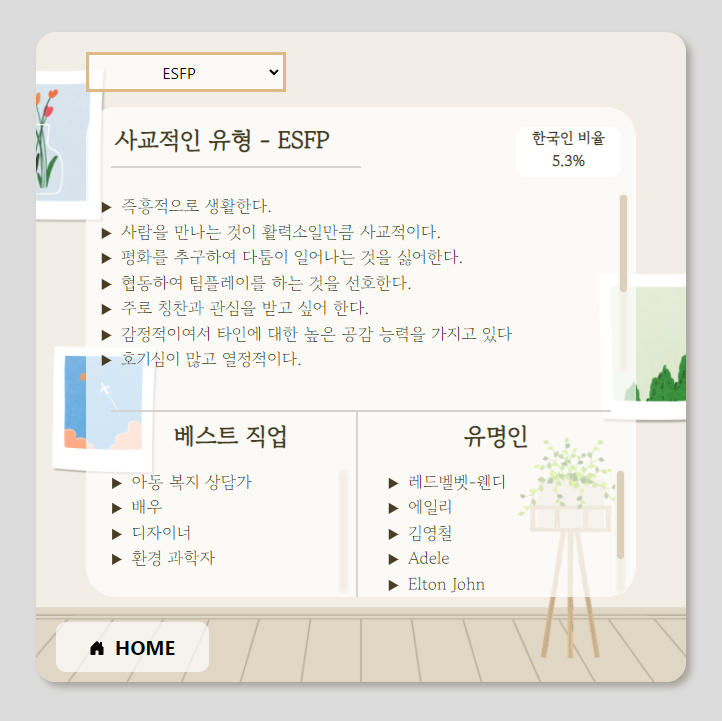 ESFP
사교적인 유형 - ESFP
한국인 비율
5.3%
▶ 즉흥적으로 생활한다.
▶ 사람을 만나는 것이 활력소일만큼 사교적이다.
▶ 평화를 추구하여 다툼이 일어나는 것을 싫어한다.
▶ 협동하여 팀플레이를 하는 것을 선호한다.
▶ 주로 칭찬과 관심을 받고 싶어 한다.
▶ 감정적이여서 타인에 대한 높은 공감 능력을 가지고 있다
▶ 호기심이 많고 열정적이다.
베스트 직업
▶ 아동 복지 상담가
▶ 배우
▶ 디자이너
▶ 환경 과학자
유명인
▶ 레드벨벳-웬디
▶ 에일리
▶ 김영철
▶ Adele
▶ Elton John
HOME